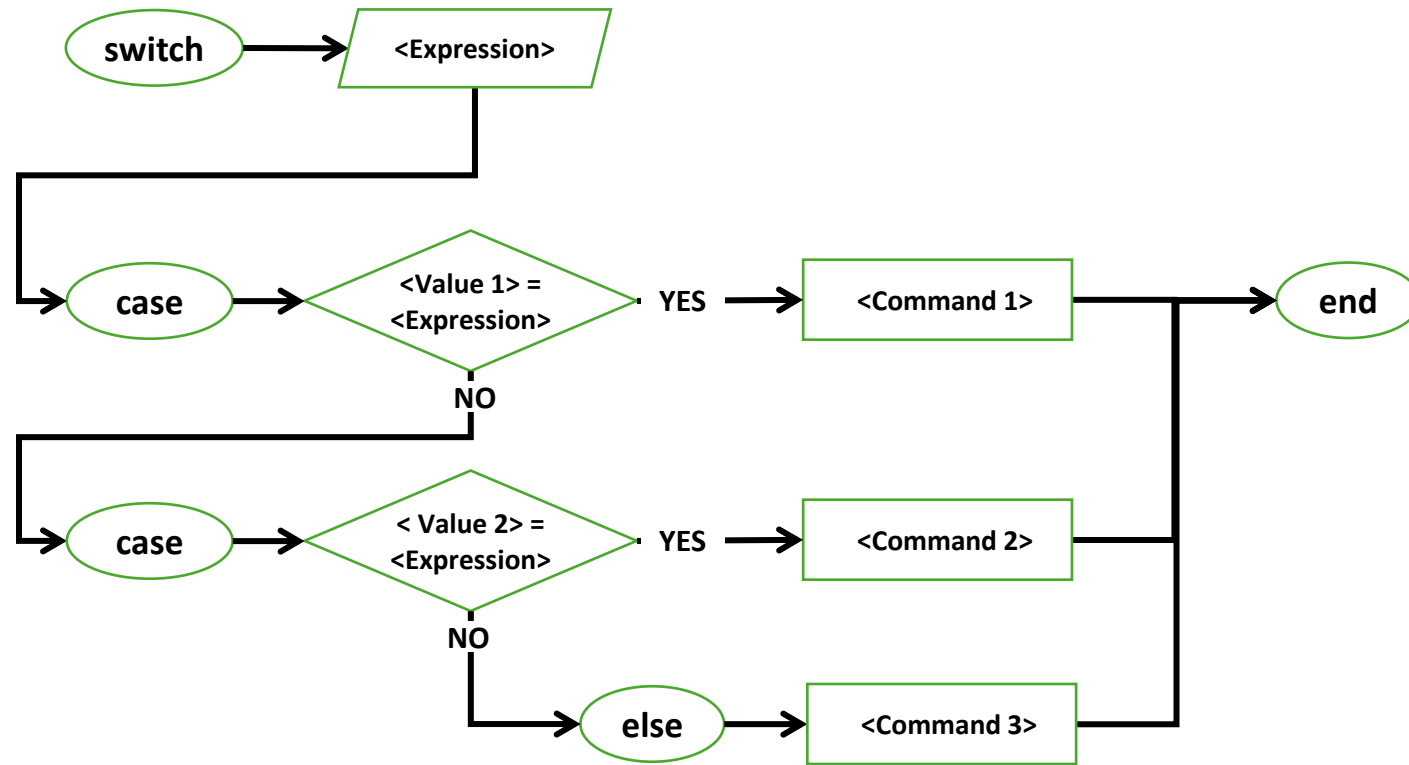 switch
<Expression>
case
<Value 1> =
<Expression>
YES
<Command 1>
end
NO
case
< Value 2> =
<Expression>
YES
<Command 2>
NO
else
<Command 3>